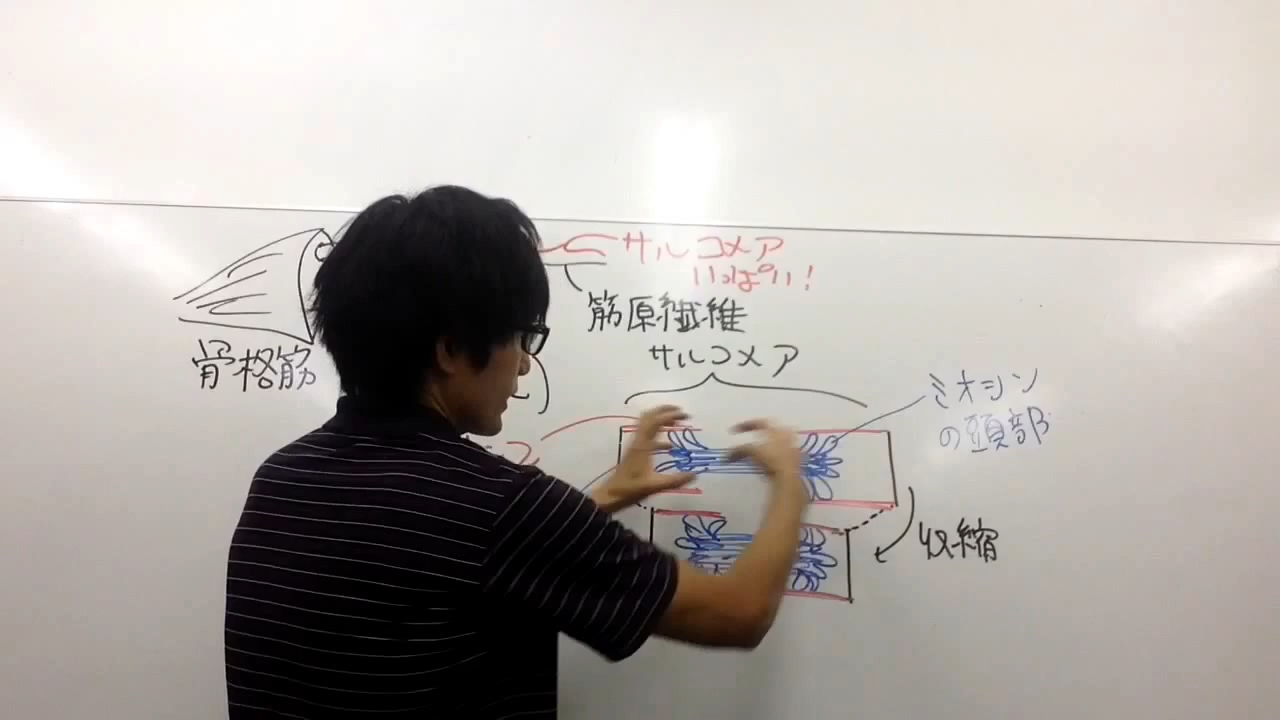 サルコメア
いっぱい!
筋原繊維
骨格筋
サルコメア
ミオシン
の頭部
収縮